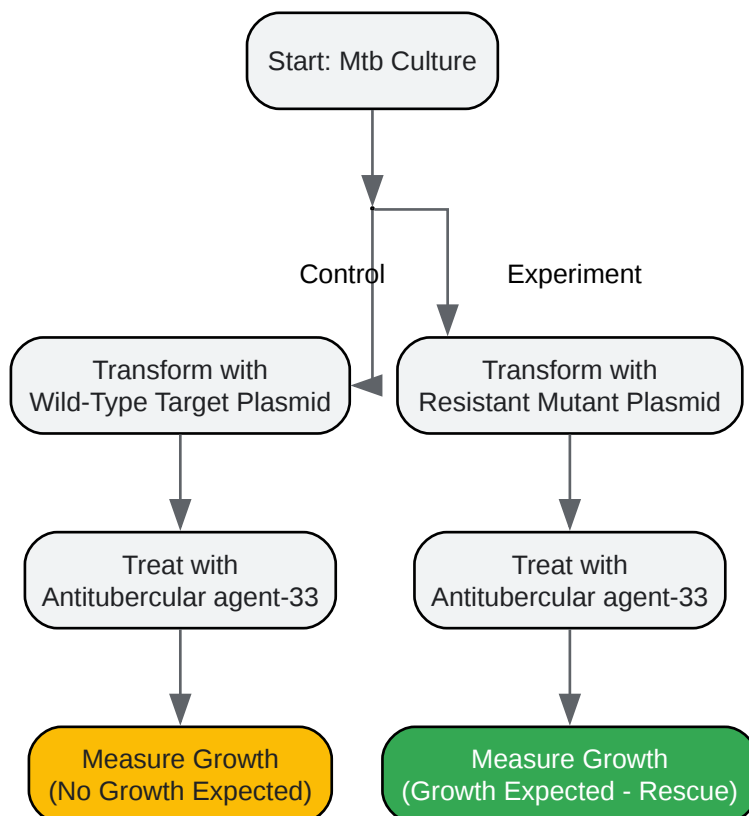 Start: Mtb Culture
Control
Experiment
Transform with
Wild-Type Target Plasmid
Transform with
Resistant Mutant Plasmid
Treat with
Antitubercular agent-33
Treat with
Antitubercular agent-33
Measure Growth
(No Growth Expected)
Measure Growth
(Growth Expected - Rescue)